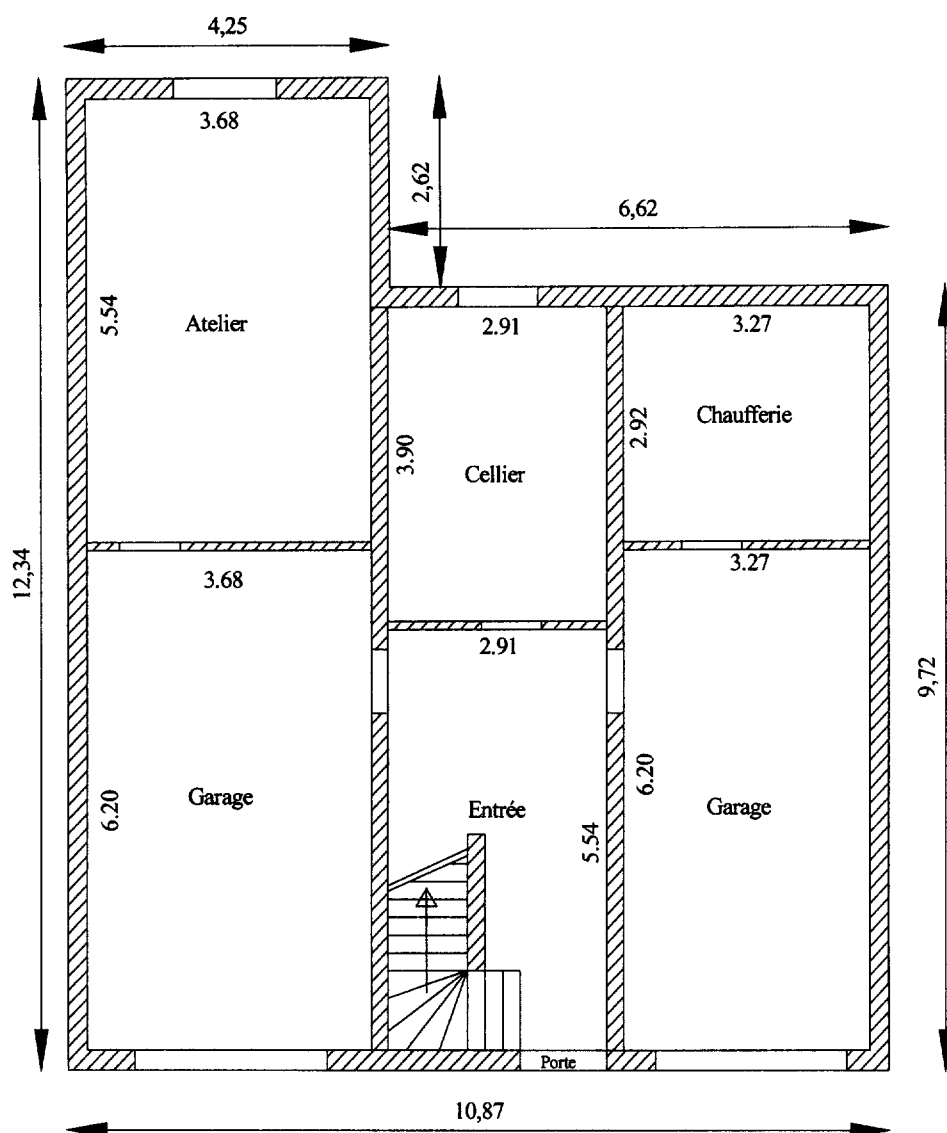 4,25
3.68
2,62
6,62
5.54
Atelier
2.91
3.27
3.90
2.92
Chaufferie
Cellier
12,34
3.68
3.27
2.91
9,72
6.20
Garage
Entrée
5.54
6.20
Garage
Porte
10,87